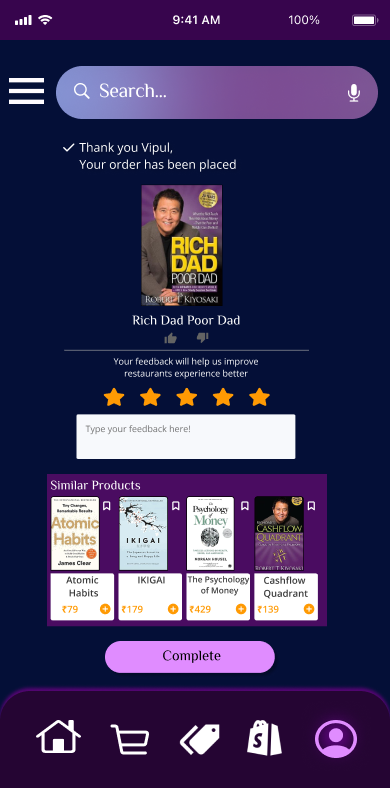 9:41 AM
100%
Search...
Thank you Vipul,
Your order has been placed
RICH
DAD
POOR DAD
ROBERT T. KIYOSAKI
Rich Dad Poor Dad
Your feedback will help us improve
restaurants experience better
Type your feedback here!
Similar Products
Tiny Changes,
Remarkable Results
Atomic
Habits
James Clear
IKIGAI
The
Psychology
of Money
MORGAN HOUSEL
CASHFLOW
QUADRANT
ROBERT T. KIYOSAKI
Atomic
Habits
₹79
IKIGAI
₹179
The Psychology
of Money
₹429
Cashflow
Quadrant
₹139
Complete
S